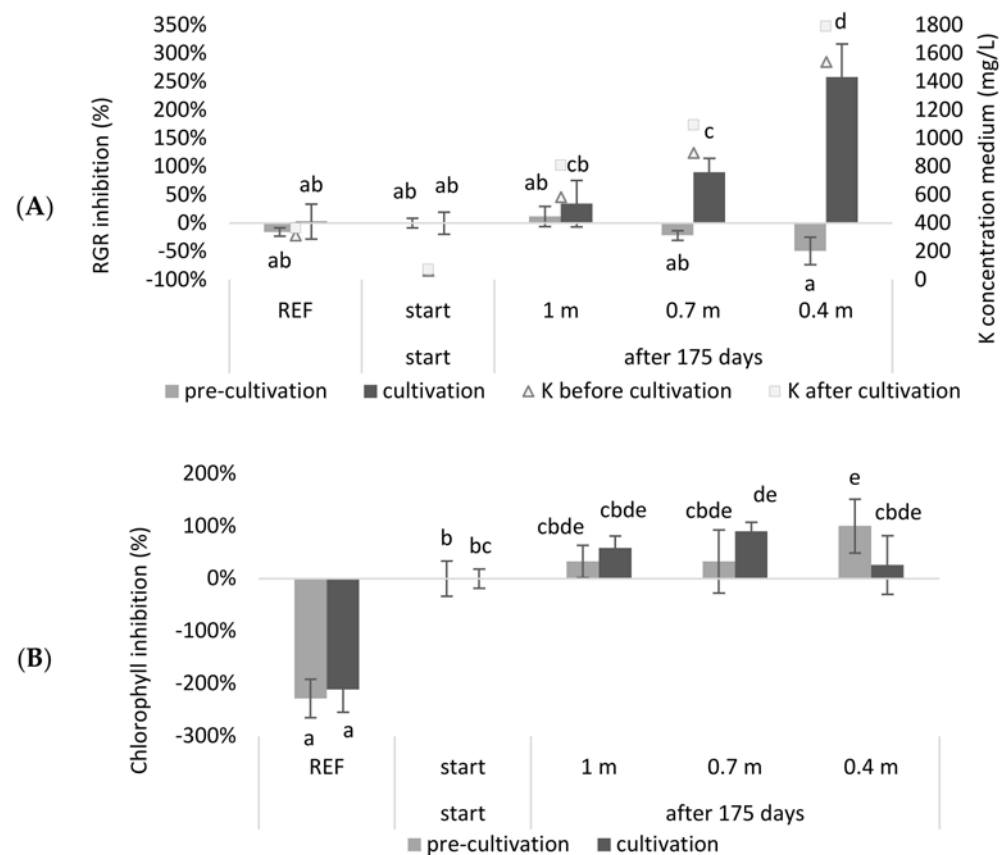 350%
300%
250%
200%
150%
100%
50%
0%
-50%
-100%
RGR inhibition (%)
(A)
1800
1600
1400
1200
1000
800
600
400
200
0
K concentration medium (mg/L)
ab ab ab ab ab cb ab c a d
REF start 1 m 0.7 m 0.4 m
start after 175 days
pre-cultivation cultivation K before cultivation K after cultivation
200%
100%
0%
-100%
-200%
-300%
Chlorophyll inhibition (%)
(B)
a a b bc cbde cbde cbde de e cbde
REF start 1 m 0.7 m 0.4 m
start after 175 days
pre-cultivation cultivation